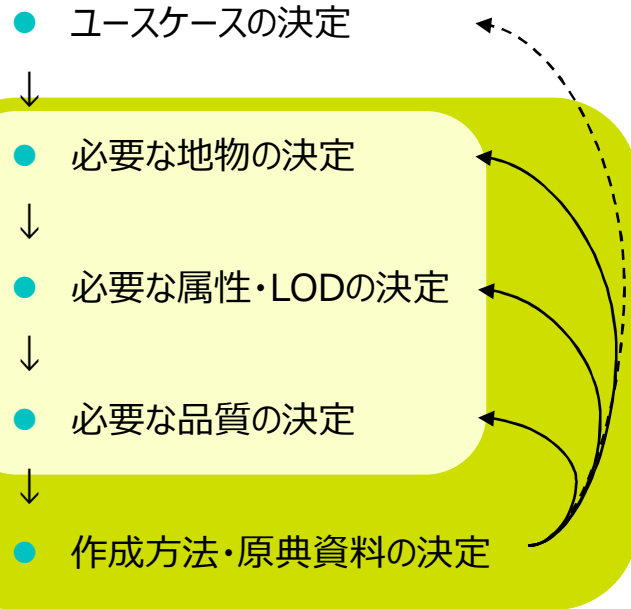 ユースケースの決定
↓
必要な地物の決定
↓
必要な属性・LODの決定
↓
必要な品質の決定
↓
作成方法・原典資料の決定